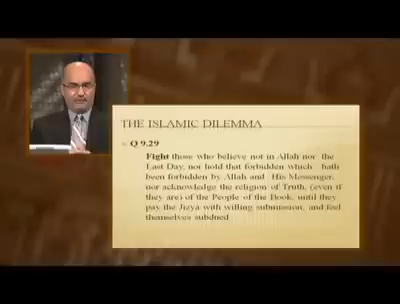 THE ISLAMIC DILEMMA
Q 9.29
Fight those who believe not in Allah nor the
Last Day, nor hold that forbidden which hath
been forbidden by Allah and His Messenger,
nor acknowledge the religion of Truth, (even if
they are) of the People of the Book, until they
pay the Jizya with willing submission, and feel
themselves subdued